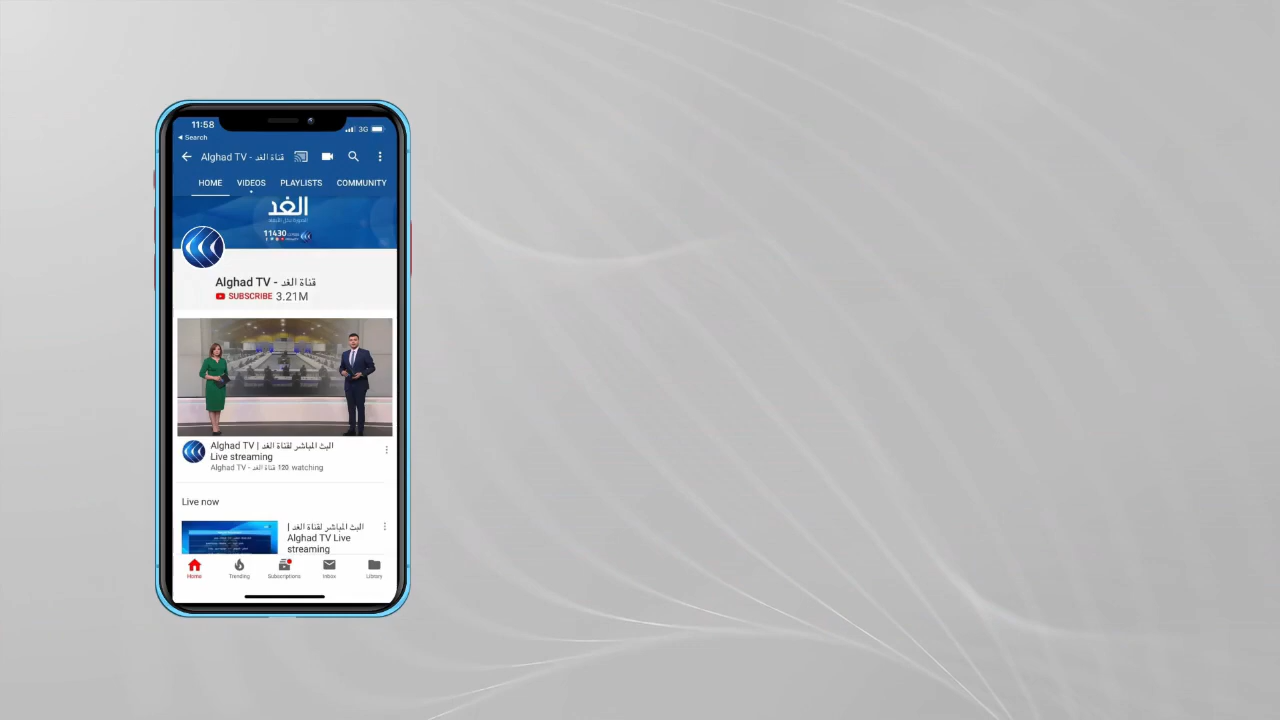 11:58
3G
Search
Alghad TV - قناة الغد
HOME VIDEOS PLAYLISTS COMMUNITY
الغد
11430
Alghad TV - قناة الغد
SUBSCRIBE 3.21M
Alghad TV | البث المباشر لقناة الغد
Live streaming
Alghad TV - قناة الغد 120 watching
Live now
البث المباشر لقناة الغد |
Alghad TV Live
streaming
Home Trending Subscriptions Inbox Library